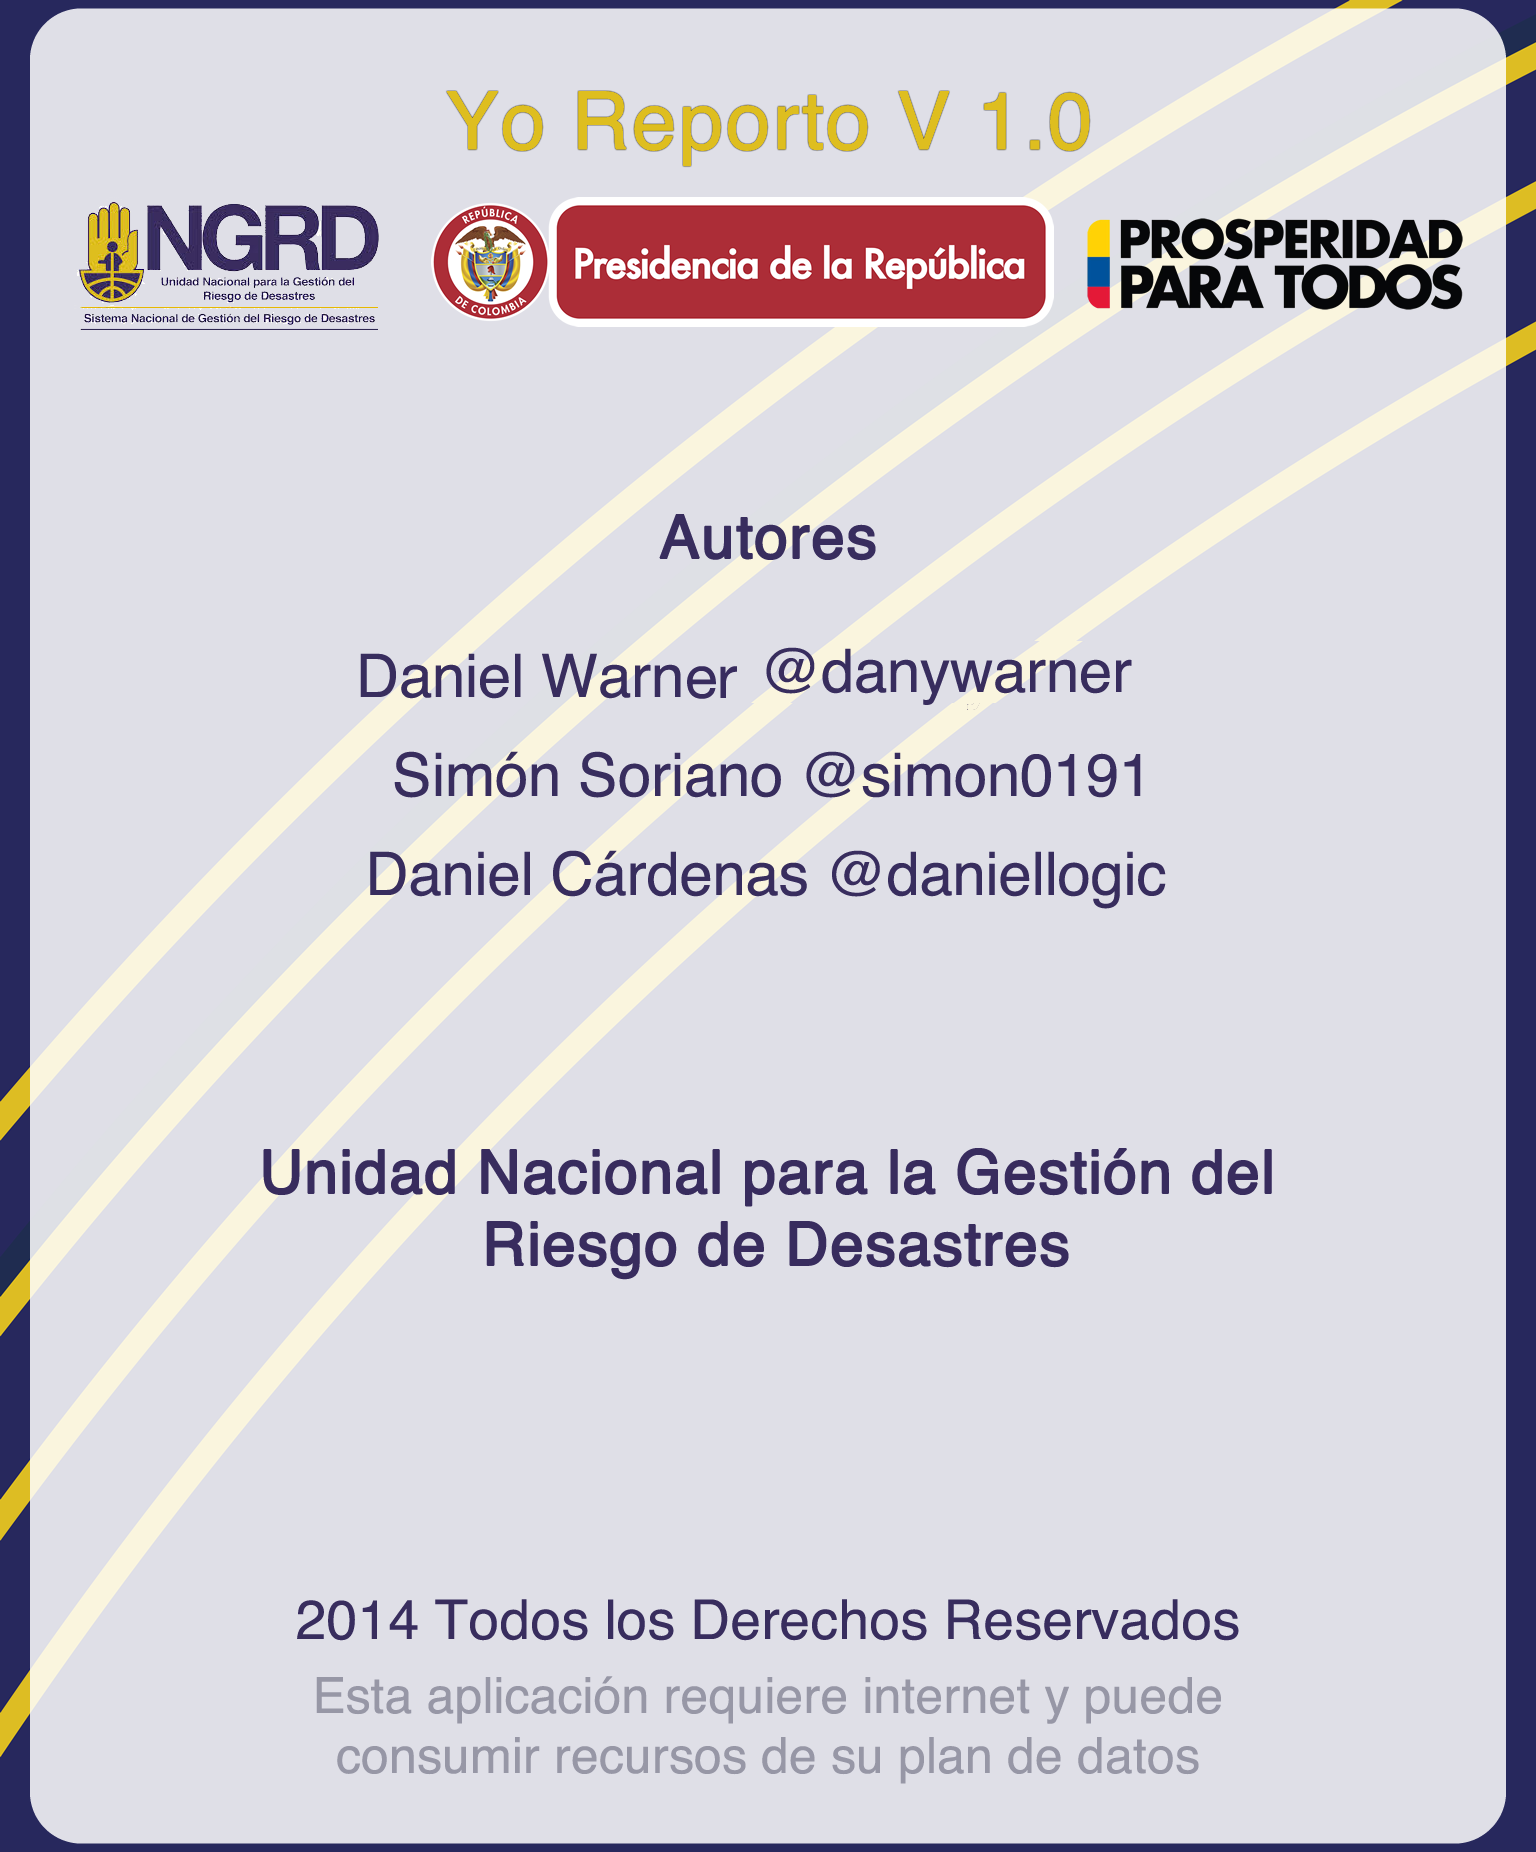 Yo Reporto V 1.0
NGRD
Unidad Nacional para la Gestión del
Riesgo de Desastres
Sistema Nacional de Gestión del Riesgo de Desastres
REPÚBLICA
DE COLOMBIA
Presidencia de la República
PROSPERIDAD
PARA TODOS
Autores
Daniel Warner @danywarner
Simón Soriano @simon0191
Daniel Cárdenas @daniellogic
Unidad Nacional para la Gestión del
Riesgo de Desastres
2014 Todos los Derechos Reservados
Esta aplicación requiere internet y puede
consumir recursos de su plan de datos